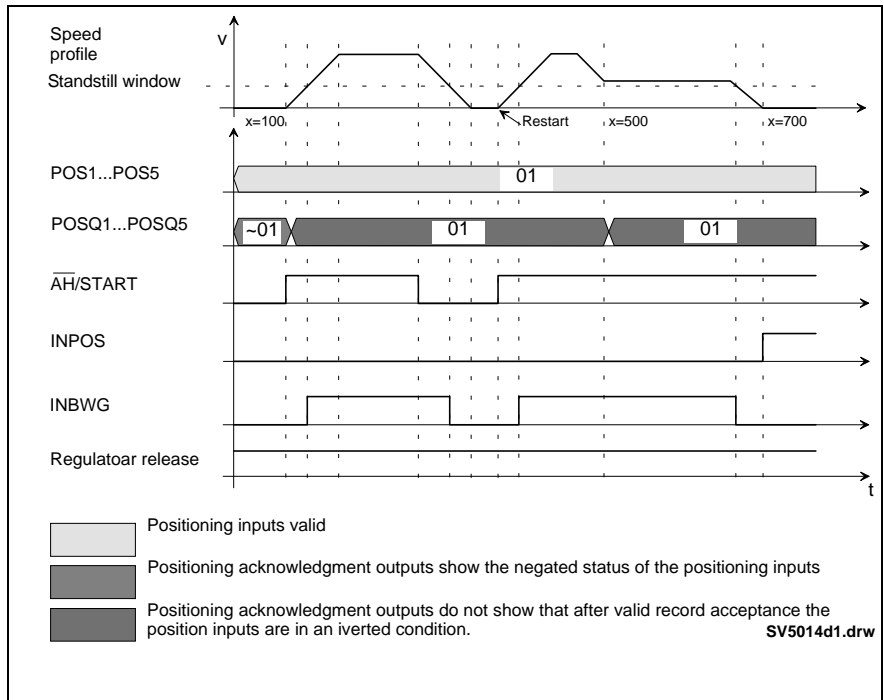 Speed
profile
v
Standstill window
x=100
Restart
x=500
x=700
POS1...POS5
01
POSQ1...POSQ5
~01
01
01
AH/START
INPOS
INBWG
Regulatoar release
t
Positioning inputs valid
Positioning acknowledgment outputs show the negated status of the positioning inputs
Positioning acknowledgment outputs do not show that after valid record acceptance the
position inputs are in an iverted condition.
SV5014d1.drw